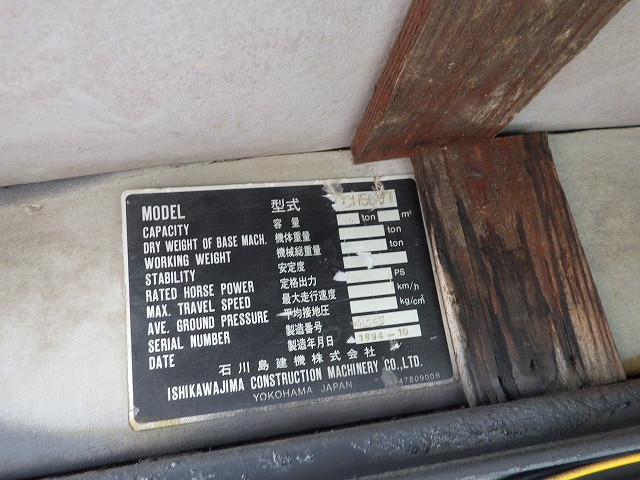 MODEL 型式
CAPACITY 容量 ton m³
DRY WEIGHT OF BASE MACH. 機体重量 ton
WORKING WEIGHT 機械総重量 ton
STABILITY 安定度
RATED HORSE POWER 定格出力 PS
MAX. TRAVEL SPEED 最大走行速度 km/h
AVE. GROUND PRESSURE 平均接地圧 kg/cm²
SERIAL NUMBER 製造番号
DATE 製造年月日 1994-10
石川島建機株式会社
ISHIKAWAJIMA CONSTRUCTION MACHINERY CO.,LTD.
YOKOHAMA JAPAN 47809008